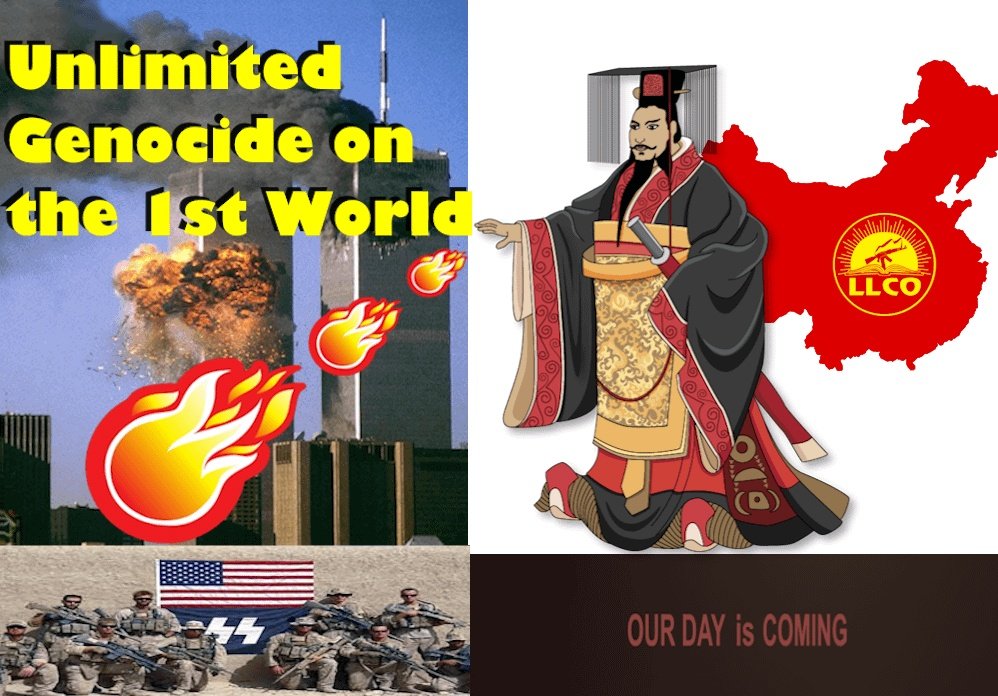 Unlimited
Genocide on
the 1st World
LLCO
OUR DAY is COMING